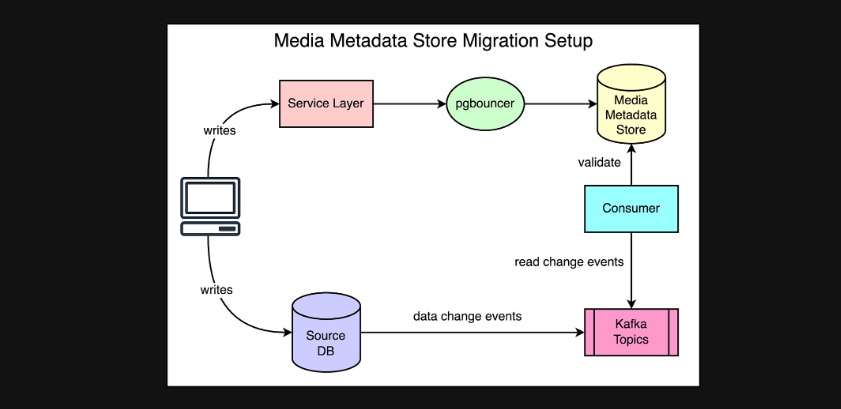 Media Metadata Store Migration Setup
Service Layer
pgbouncer
Media
Metadata
Store
writes
validate
Consumer
read change events
writes
Source
DB
data change events
Kafka
Topics